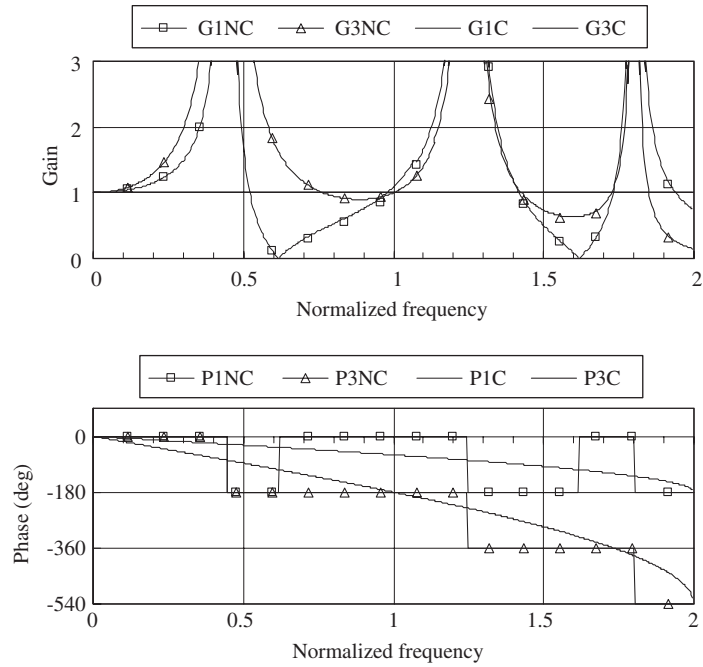 G1NC G3NC G1C G3C
3
2
1
0
Gain
0 0.5 1 1.5 2
Normalized frequency
P1NC P3NC P1C P3C
-0
-180
-360
-540
Phase (deg)
0 0.5 1 1.5 2
Normalized frequency